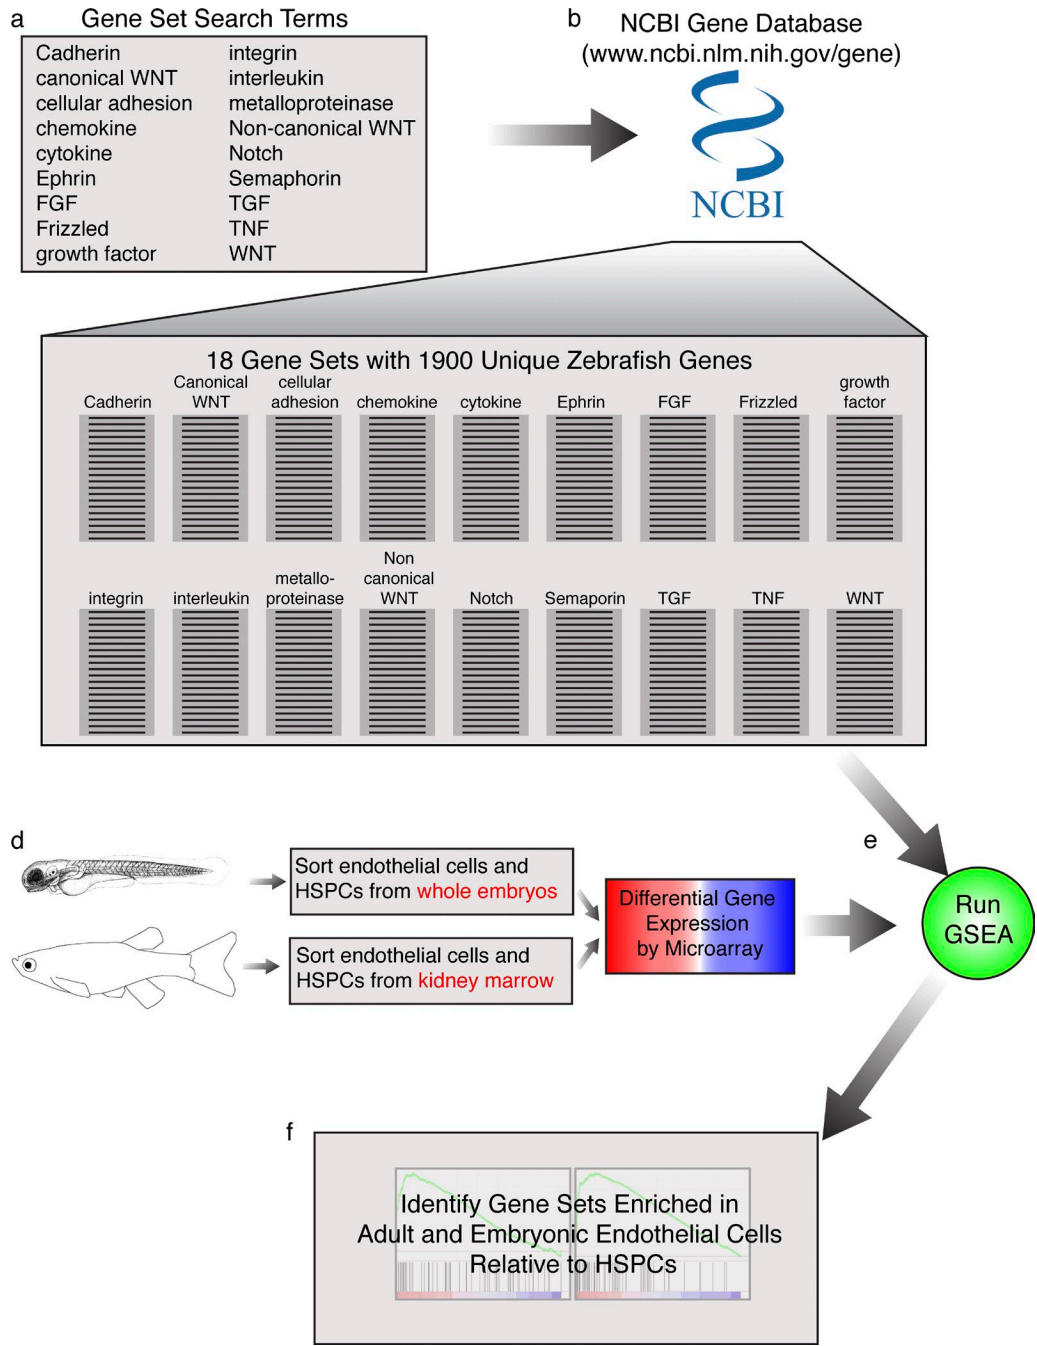 a
Gene Set Search Terms
Cadherin
canonical WNT
cellular adhesion
chemokine
cytokine
Ephrin
FGF
Frizzled
growth factor
integrin
interleukin
metalloproteinase
Non-canonical WNT
Notch
Semaphorin
TGF
TNF
WNT
b
NCBI Gene Database
(www.ncbi.nlm.nih.gov/gene)
NCBI
18 Gene Sets with 1900 Unique Zebrafish Genes
Cadherin
Canonical
WNT
cellular
adhesion
chemokine
cytokine
Ephrin
FGF
Frizzled
growth
factor
integrin
interleukin
metallo-
proteinase
Non
canonical
WNT
Notch
Semaporin
TGF
TNF
WNT
d
Sort endothelial cells and
HSPCs from whole embryos
Sort endothelial cells and
HSPCs from kidney marrow
Differential Gene
Expression
by Microarray
e
Run
GSEA
f
Identify Gene Sets Enriched in
Adult and Embryonic Endothelial Cells
Relative to HSPCs